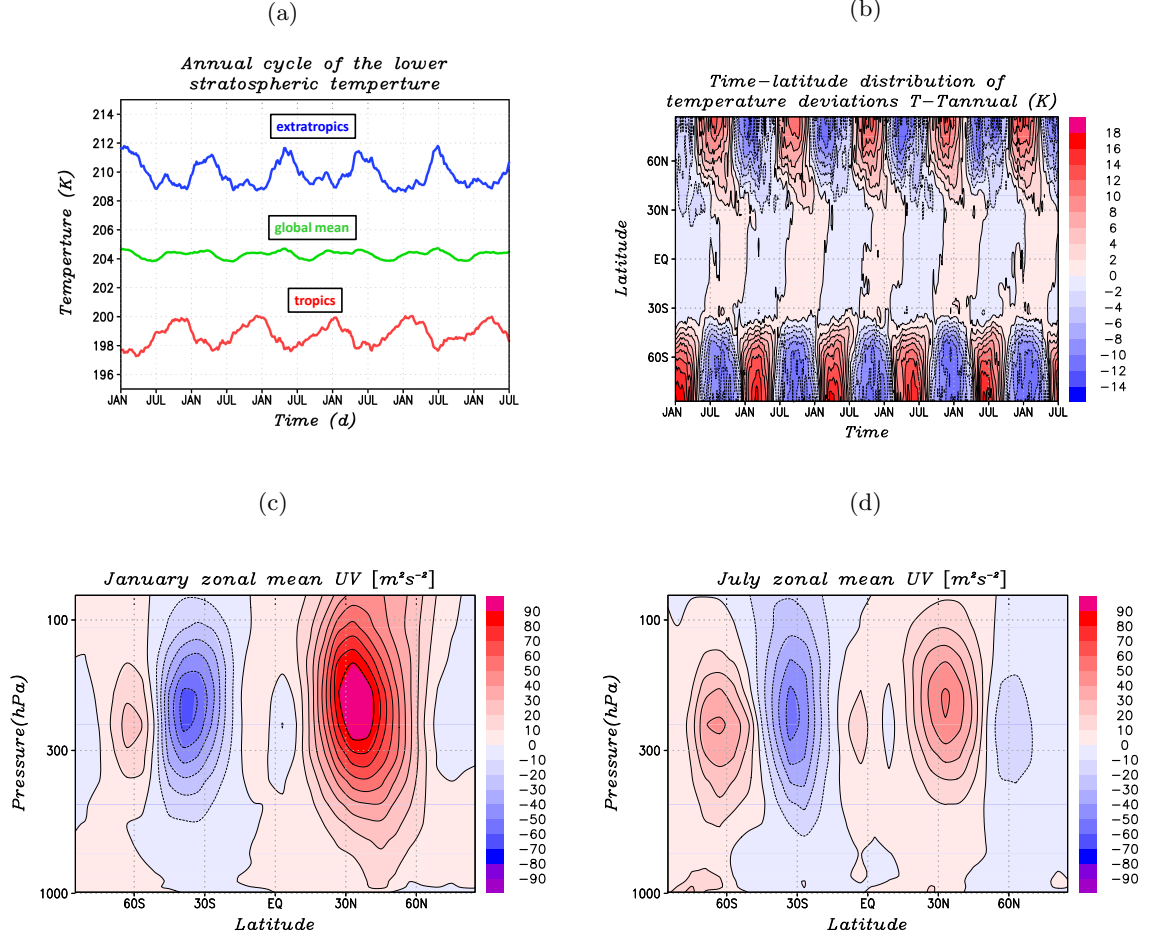 (a)
Annual cycle of the lower
stratospheric temperture
214
212
210
208
206
204
202
200
198
196
extratropics
global mean
tropics
JAN JUL JAN JUL JAN JUL JAN JUL JAN JUL JAN JUL
Time (d)
Temperture (K)
(b)
Time-latitude distribution of
temperature deviations T-Tannual (K)
60N
30N
EQ
30S
60S
JAN JUL JAN JUL JAN JUL JAN JUL JAN JUL JAN JUL
Time
Latitude
18
16
14
12
10
8
6
4
2
0
-2
-4
-6
-8
-10
-12
-14
(c)
January zonal mean UV [m²s⁻²]
100
300
1000
60S 30S EQ 30N 60N
Latitude
Pressure(hPa)
90
80
70
60
50
40
30
20
10
0
-10
-20
-30
-40
-50
-60
-70
-80
-90
(d)
July zonal mean UV [m²s⁻²]
100
300
1000
60S 30S EQ 30N 60N
Latitude
Pressure(hPa)
90
80
70
60
50
40
30
20
10
0
-10
-20
-30
-40
-50
-60
-70
-80
-90